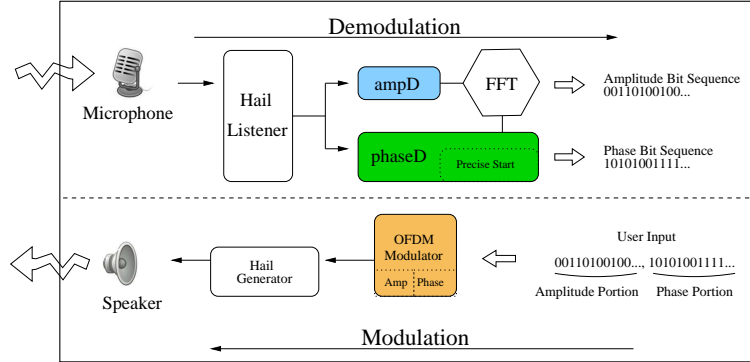 Demodulation
Microphone
Hail
Listener
ampD
FFT
Amplitude Bit Sequence
00110100100...
phaseD
Precise Start
Phase Bit Sequence
10101001111...
Speaker
Hail
Generator
OFDM
Modulator
Amp Phase
User Input
00110100100..., 10101001111...
Amplitude Portion Phase Portion
Modulation